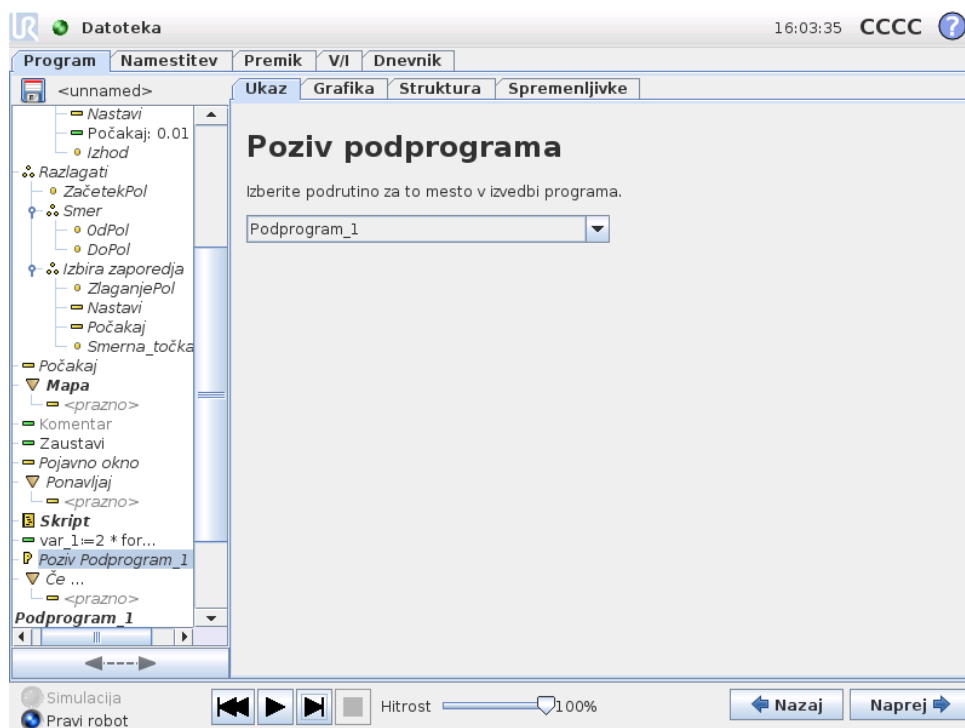 UR Datoteka 16:03:35 CCCC ?
Program Namestitev Premik V/I Dnevnik
<unnamed>
Ukaz Grafika Struktura Spremenljivke
Nastavi
Počakaj: 0.01
Izhod
Razlagati
ZačetekPol
Smer
OdPol
DoPol
Izbira zaporedja
ZlaganjePol
Nastavi
Počakaj
Smerna_točka
Počakaj
Mapa
<prazno>
Komentar
Zaustavi
Pojavno okno
Ponavljaj
<prazno>
Skript
var_1:=2 * for...
Poziv Podprogram_1
Če ...
<prazno>
Podprogram_1
Poziv podprograma
Izberite podrutino za to mesto v izvedbi programa.
Podprogram_1
Simulacija
Pravi robot
Hitrost 100%
Nazaj Naprej